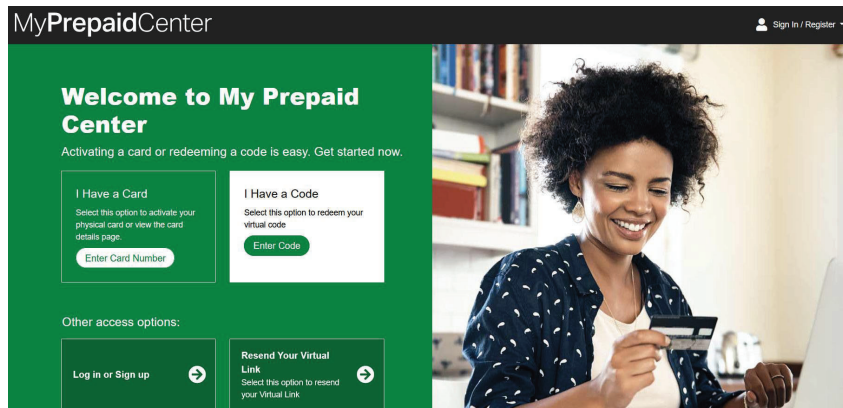 MyPrepaidCenter
Sign In / Register
Welcome to My Prepaid
Center
Activating a card or redeeming a code is easy. Get started now.
I Have a Card
Select this option to activate your
physical card or view the card
details page.
Enter Card Number
I Have a Code
Select this option to redeem your
virtual code
Enter Code
Other access options:
Log in or Sign up
Resend Your Virtual
Link
Select this option to resend
your Virtual Link